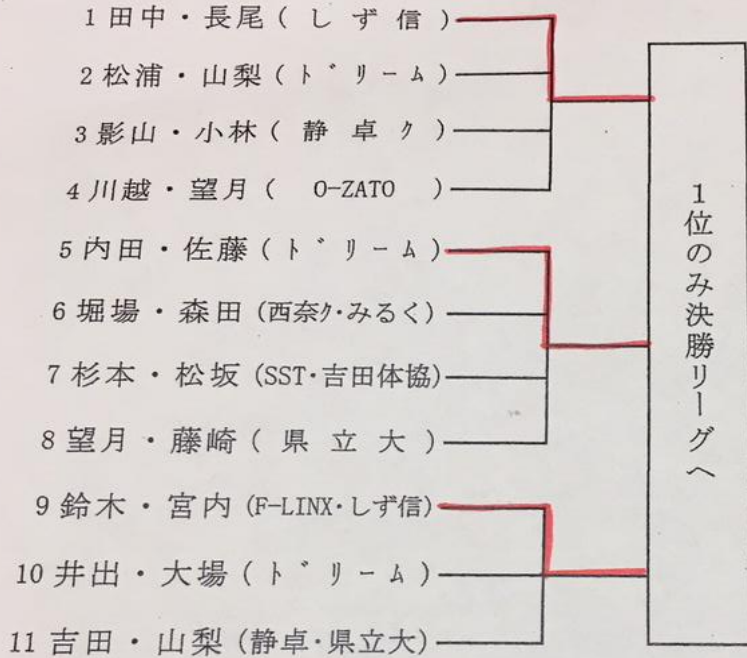 1 田中・長尾 ( しず信 )
2 松浦・山梨 (ﾄﾞﾘｰﾑ)
3 影山・小林 ( 静卓ｸ )
4 川越・望月 ( O-ZATO )
5 内田・佐藤 (ﾄﾞﾘｰﾑ)
6 堀場・森田 (西奈ｸ・みるく)
7 杉本・松坂 (SST・吉田体協)
8 望月・藤崎 ( 県立大 )
9 鈴木・宮内 (F-LINX・しず信)
10 井出・大場 (ﾄﾞﾘｰﾑ)
11 吉田・山梨 (静卓・県立大)
1位のみ決勝リーグへ